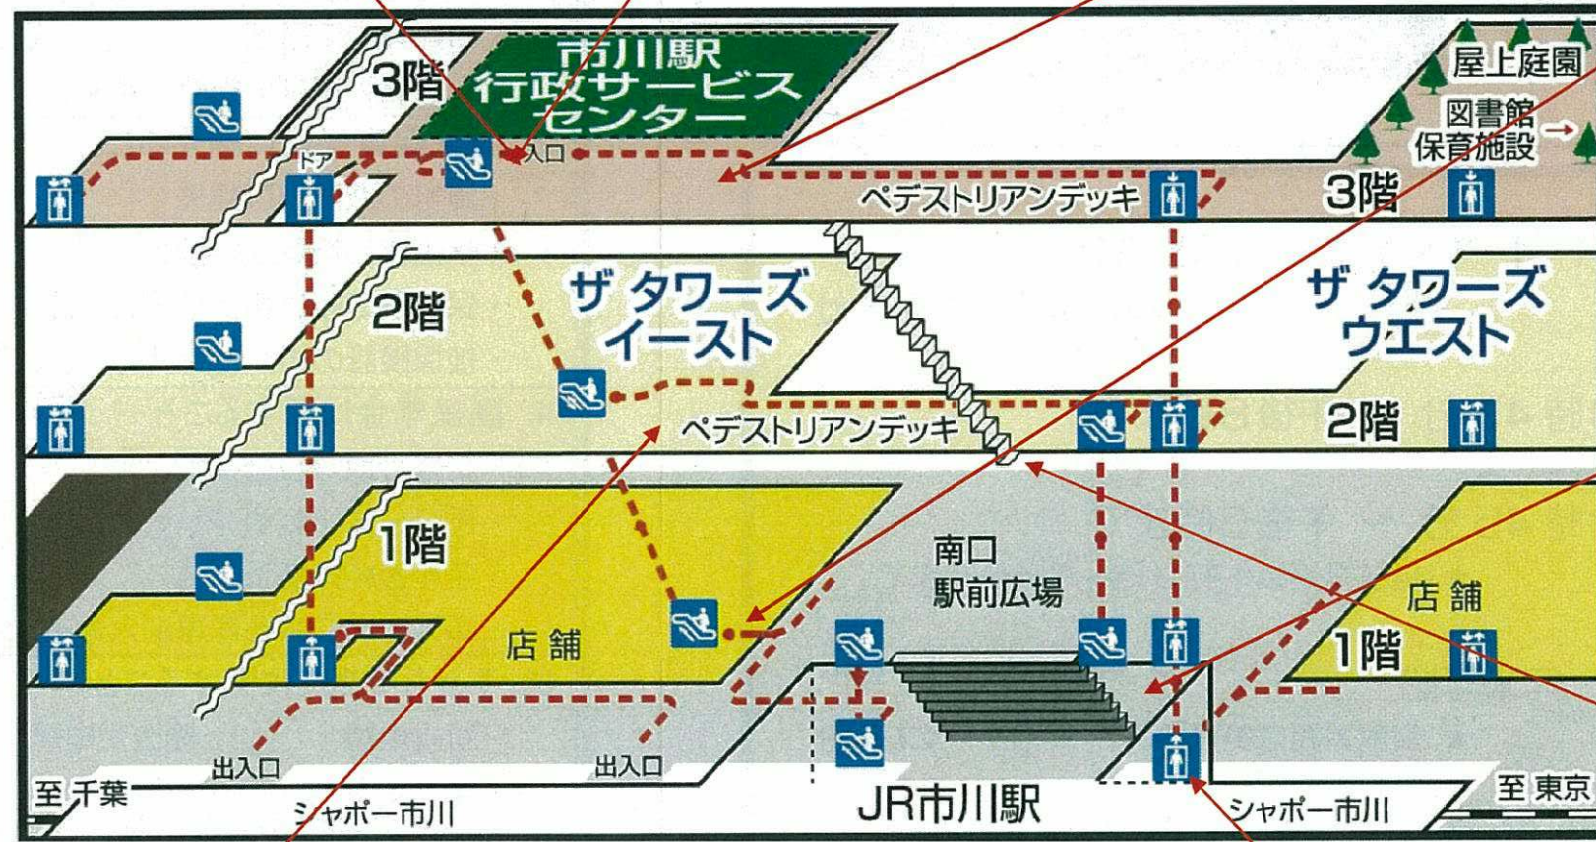 3階
市川駅
行政サービス
センター
屋上庭園
図書館
保育施設
ドア
入口
ペデストリアンデッキ
3階
2階
ザ タワーズ
イースト
ザ タワーズ
ウエスト
ペデストリアンデッキ
2階
1階
南口
駅前広場
店舗
店舗
1階
出入口
出入口
至 千葉
シャポー市川
JR市川駅
シャポー市川
至 東京